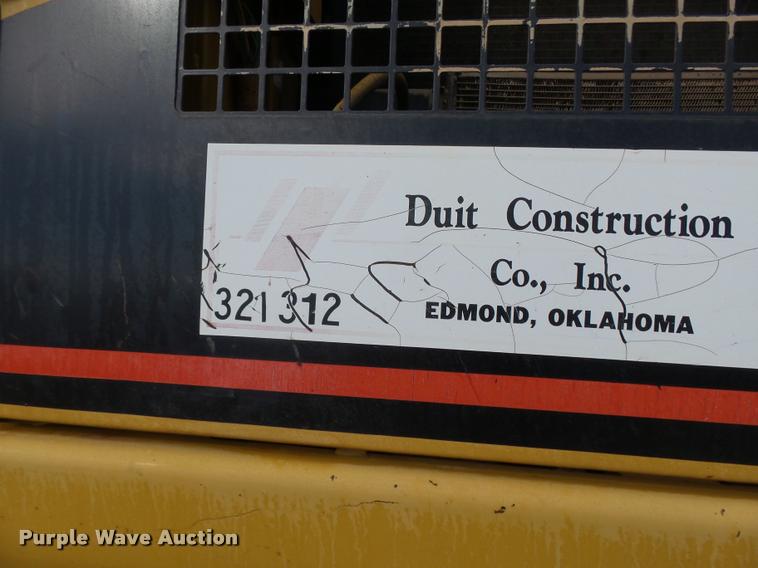 Duit Construction
Co., Inc.
321312 EDMOND, OKLAHOMA
Purple Wave Auction